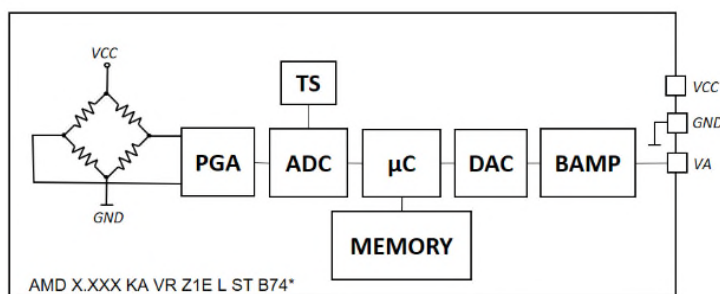 VCC
TS
VCC
GND
PGA ADC µC DAC BAMP
VA
GND
MEMORY
AMD X.XXX KA VR Z1E L ST B74*